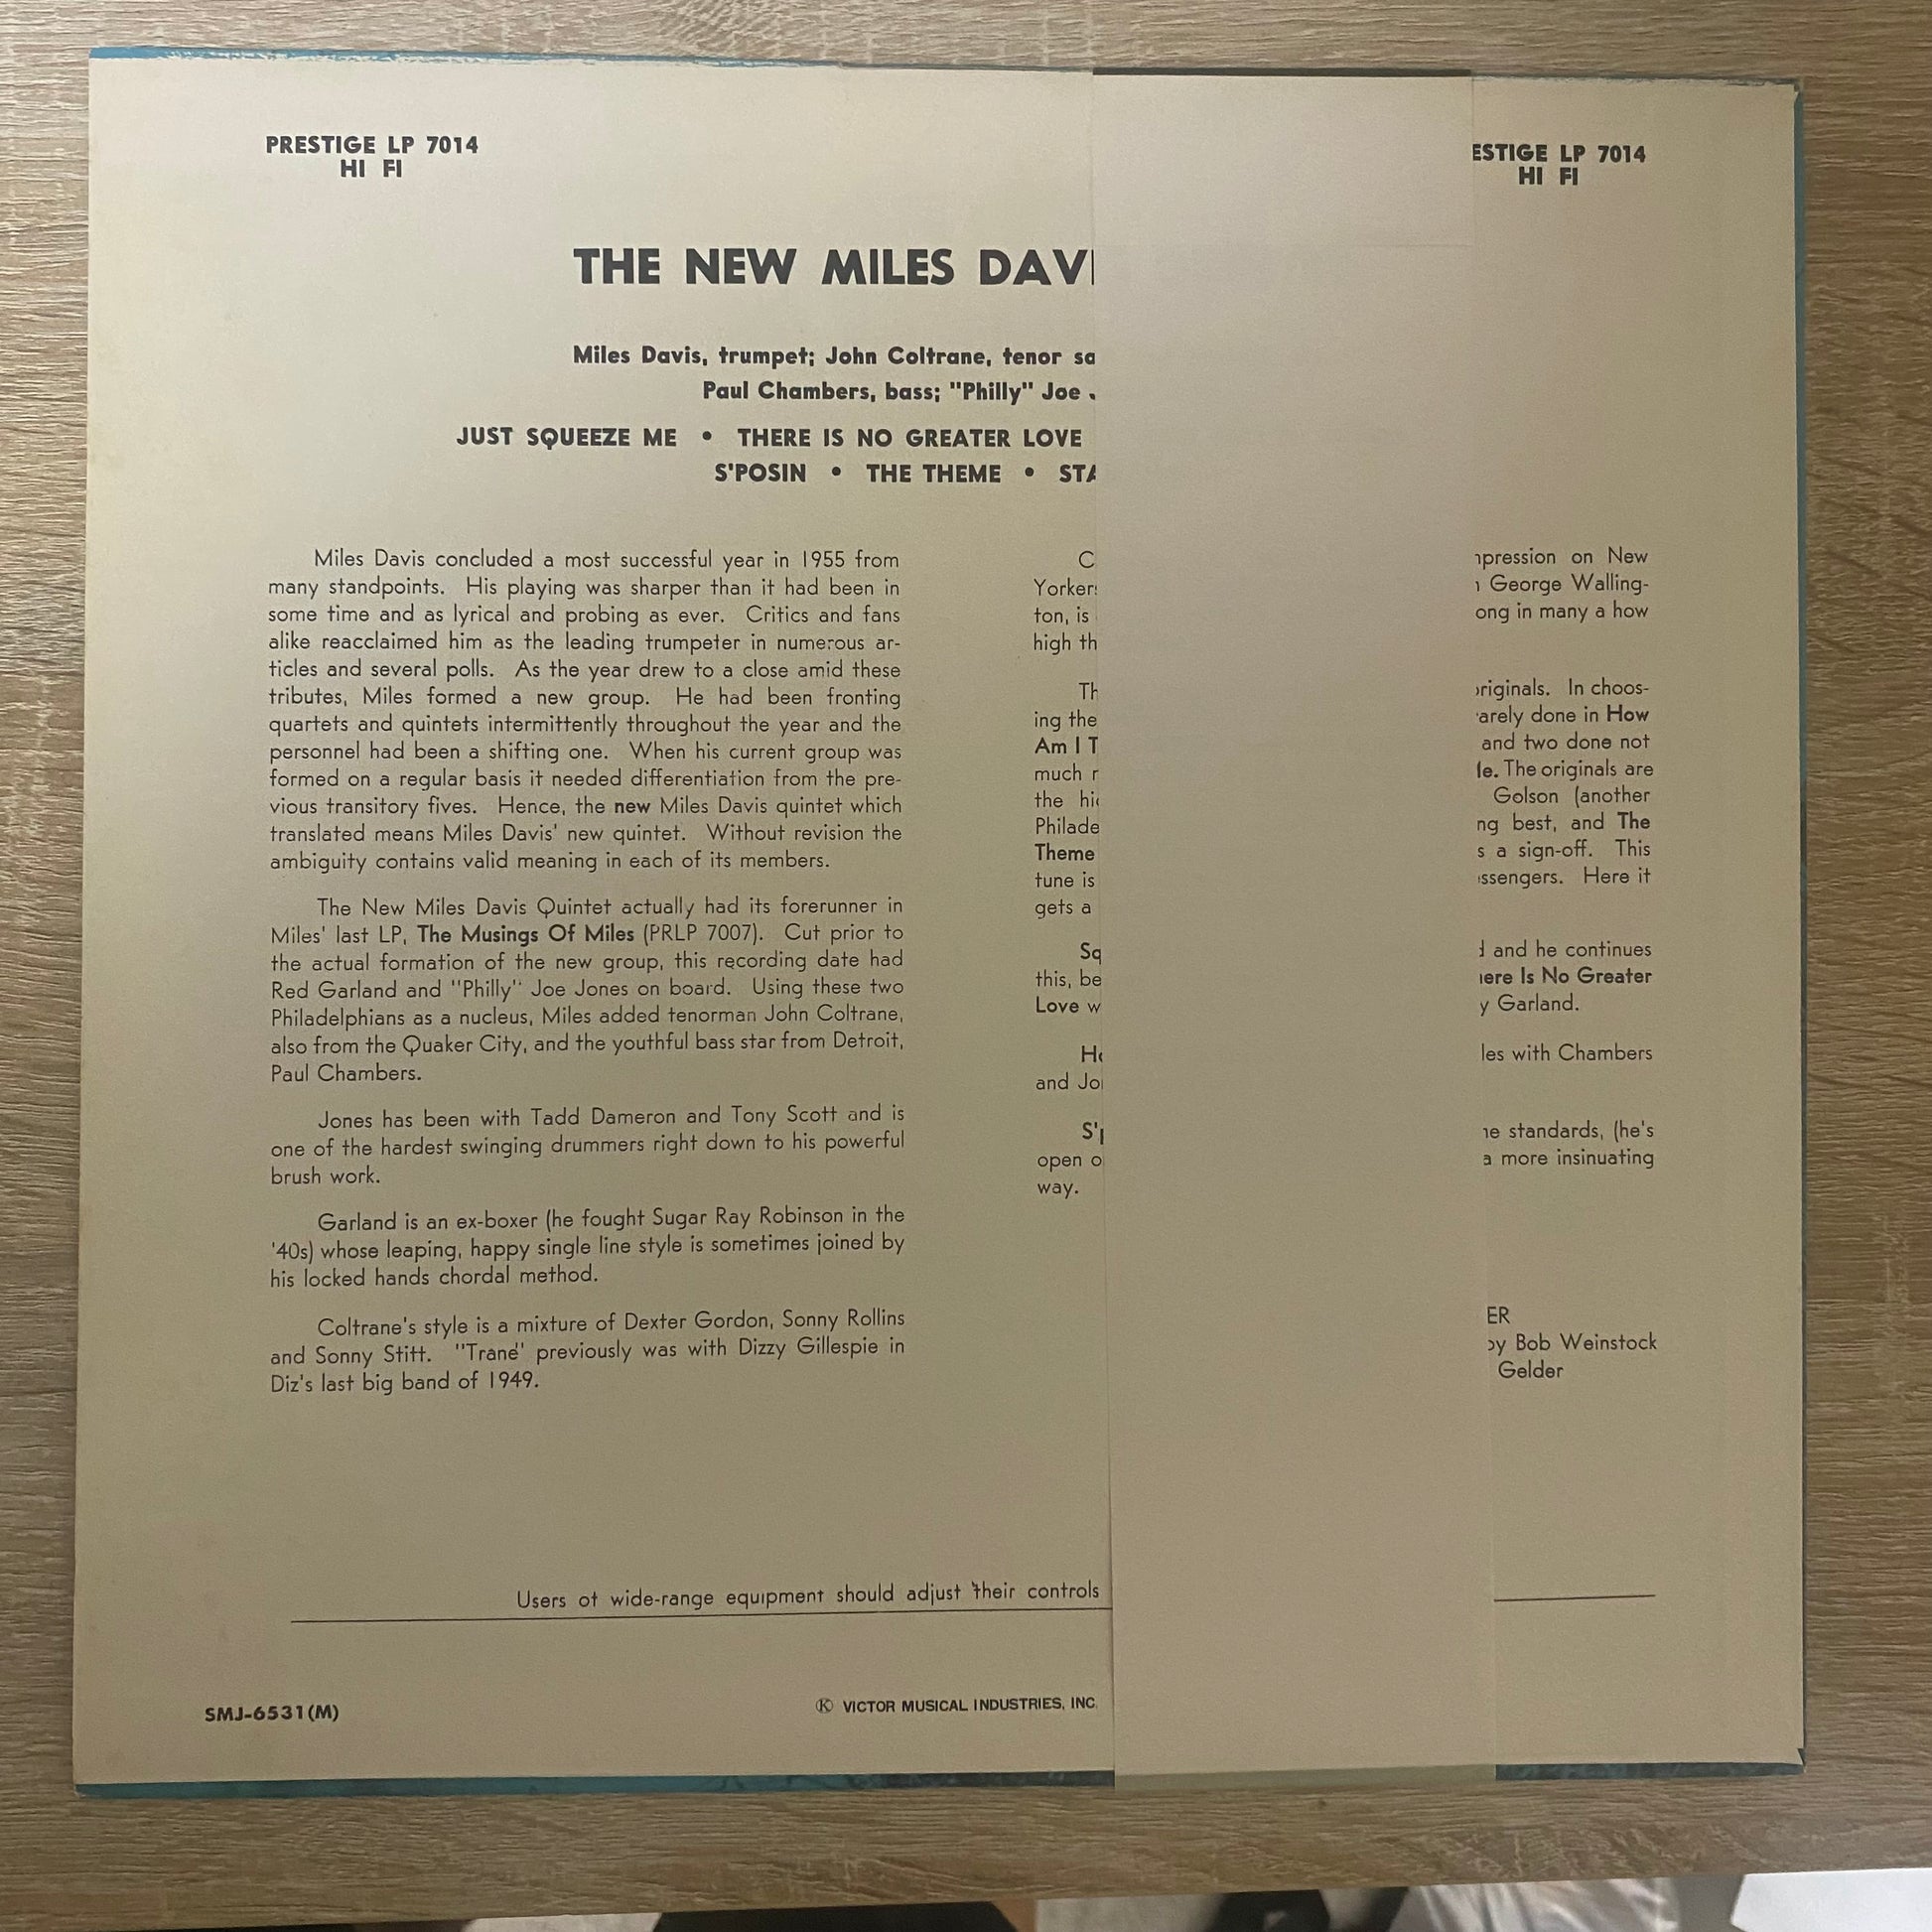 PRESTIGE LP 7014
HI FI
ESTIGE LP 7014
HI FI
THE NEW MILES DAVI
Miles Davis, trumpet; John Coltrane, tenor sa
Paul Chambers, bass; "Philly" Joe
JUST SQUEEZE ME • THERE IS NO GREATER LOVE
S'POSIN • THE THEME • STA
Miles Davis concluded a most successful year in 1955 from
many standpoints. His playing was sharper than it had been in
some time and as lyrical and probing as ever. Critics and fans
alike reacclaimed him as the leading trumpeter in numerous ar-
ticles and several polls. As the year drew to a close amid these
tributes, Miles formed a new group. He had been fronting
quartets and quintets intermittently throughout the year and the
personnel had been a shifting one. When his current group was
formed on a regular basis it needed differentiation from the pre-
vious transitory fives. Hence, the new Miles Davis quintet which
translated means Miles Davis' new quintet. Without revision the
ambiguity contains valid meaning in each of its members.
The New Miles Davis Quintet actually had its forerunner in
Miles' last LP, The Musings Of Miles (PRLP 7007). Cut prior to
the actual formation of the new group, this recording date had
Red Garland and "Philly" Joe Jones on board. Using these two
Philadelphians as a nucleus, Miles added tenorman John Coltrane,
also from the Quaker City, and the youthful bass star from Detroit,
Paul Chambers.
Jones has been with Tadd Dameron and Tony Scott and is
one of the hardest swinging drummers right down to his powerful
brush work.
Garland is an ex-boxer (he fought Sugar Ray Robinson in the
'40s) whose leaping, happy single line style is sometimes joined by
his locked hands chordal method.
Coltrane's style is a mixture of Dexter Gordon, Sonny Rollins
and Sonny Stitt. "Trane" previously was with Dizzy Gillespie in
Diz's last big band of 1949.
C pression on New
Yorker George Walling-
ton, is ong in many a how
high th
Th riginals. In choos-
ing the arely done in How
Am I T and two done not
much r le. The originals are
the hi Golson (another
Philade ng best, and The
Theme s a sign-off. This
tune is ssengers. Here it
gets a
Sq d and he continues
this, be ere Is No Greater
Love w y Garland.
Ho les with Chambers
and Jo
S'p e standards, (he's
open o a more insinuating
way.
ER
by Bob Weinstock
Gelder
Users of wide-range equipment should adjust their controls
SMJ-6531(M)
Ⓚ VICTOR MUSICAL INDUSTRIES, INC.